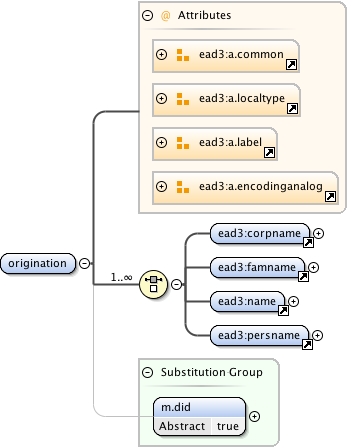 @ Attributes
ead3:a.common
ead3:a.localtype
ead3:a.label
ead3:a.encodinganalog
origination
1..∞
ead3:corpname
ead3:famname
ead3:name
ead3:persname
Substitution Group
m.did
Abstract true